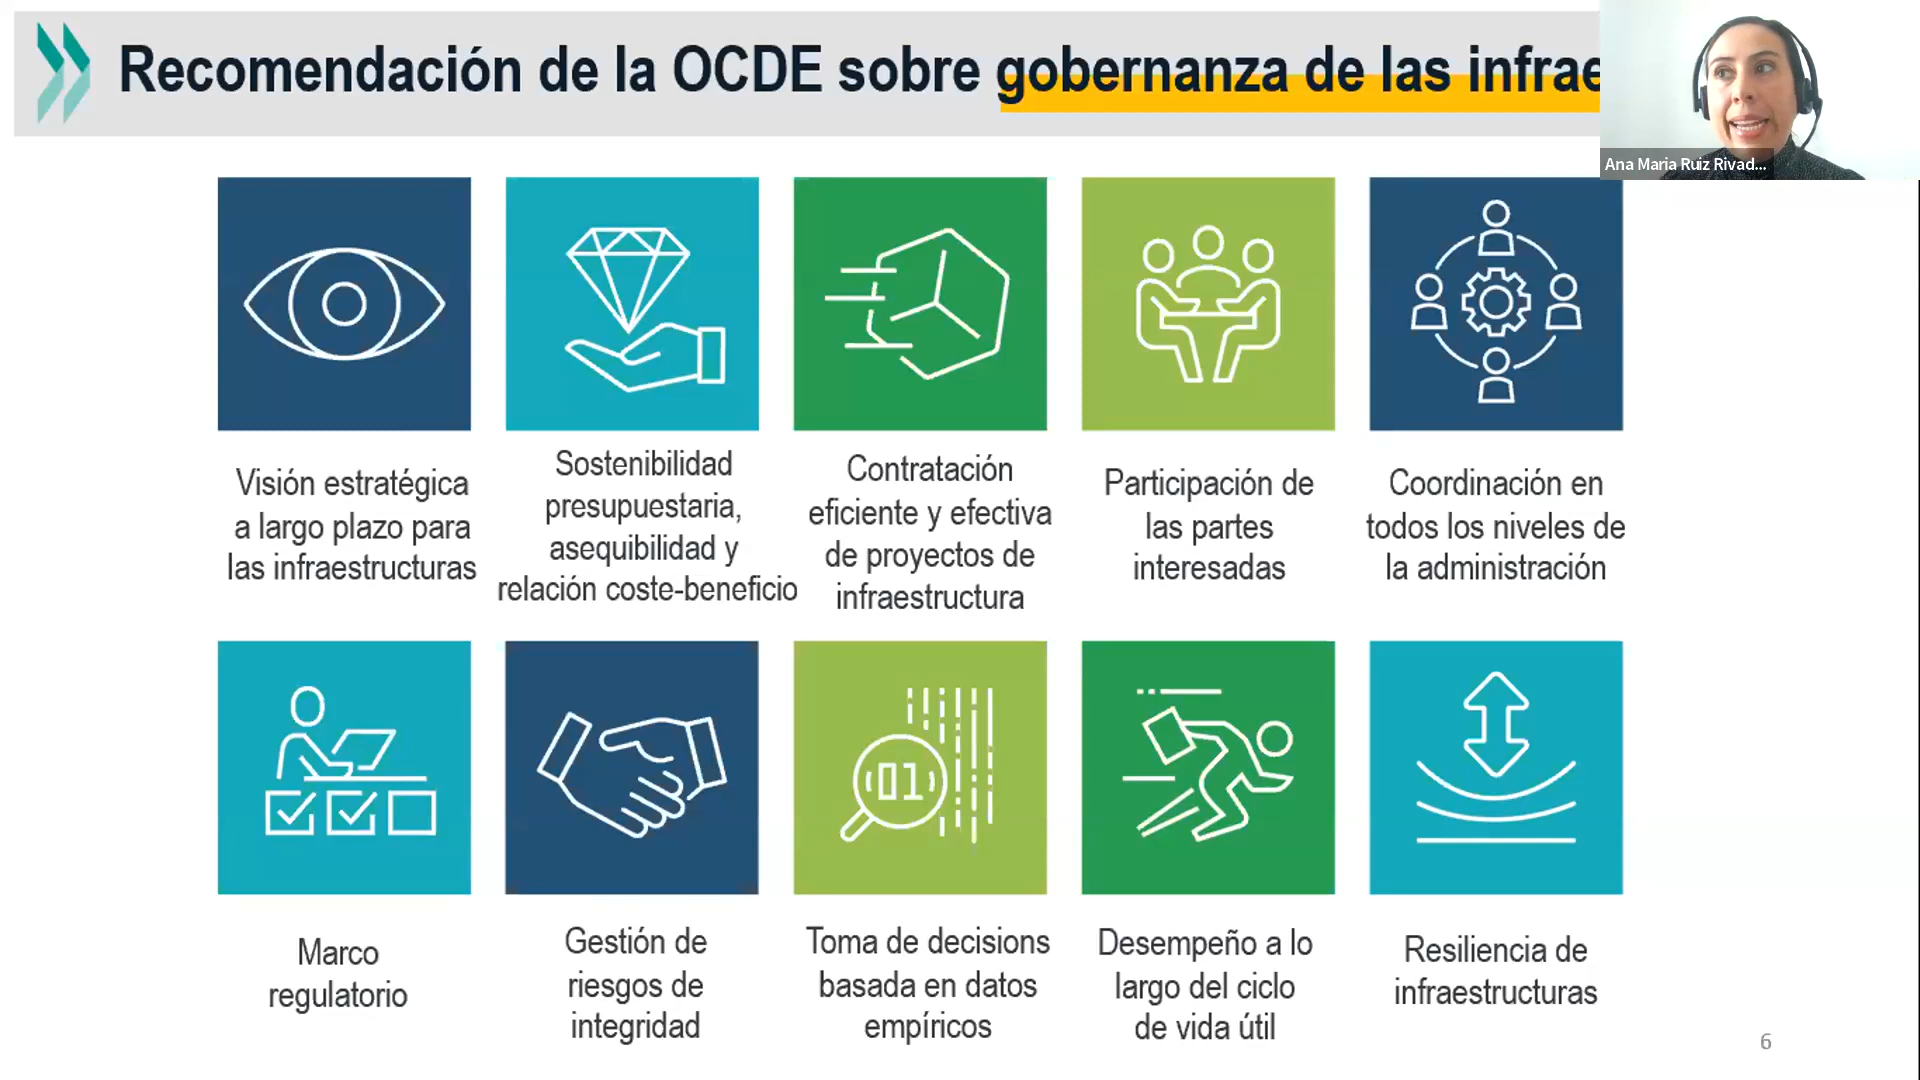 Recomendación de la OCDE sobre gobernanza de las infrae
Ana Maria Ruiz Rivad...
Visión estratégica
a largo plazo para
las infraestructuras
Sostenibilidad
presupuestaria,
asequibilidad y
relación coste-beneficio
Contratación
eficiente y efectiva
de proyectos de
infraestructura
Participación de
las partes
interesadas
Coordinación en
todos los niveles de
la administración
01
Marco
regulatorio
Gestión de
riesgos de
integridad
Toma de decisions
basada en datos
empíricos
Desempeño a lo
largo del ciclo
de vida útil
Resiliencia de
infraestructuras
6